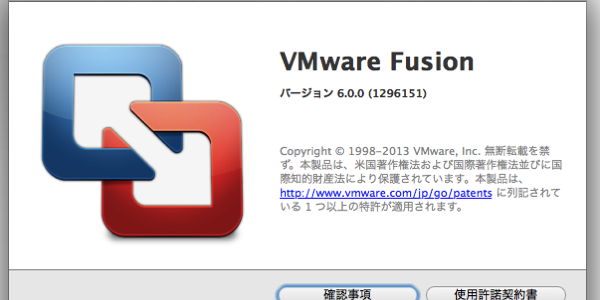 VMware Fusion
バージョン 6.0.0 (1296151)
Copyright © 1998-2013 VMware, Inc. 無断転載を禁
ず。本製品は、米国著作権法および国際著作権法並びに国
際知的財産法により保護されています。本製品は、
http://www.vmware.com/jp/go/patents に列記されて
いる 1 つ以上の特許が適用されます。
確認事項
使用許諾契約書